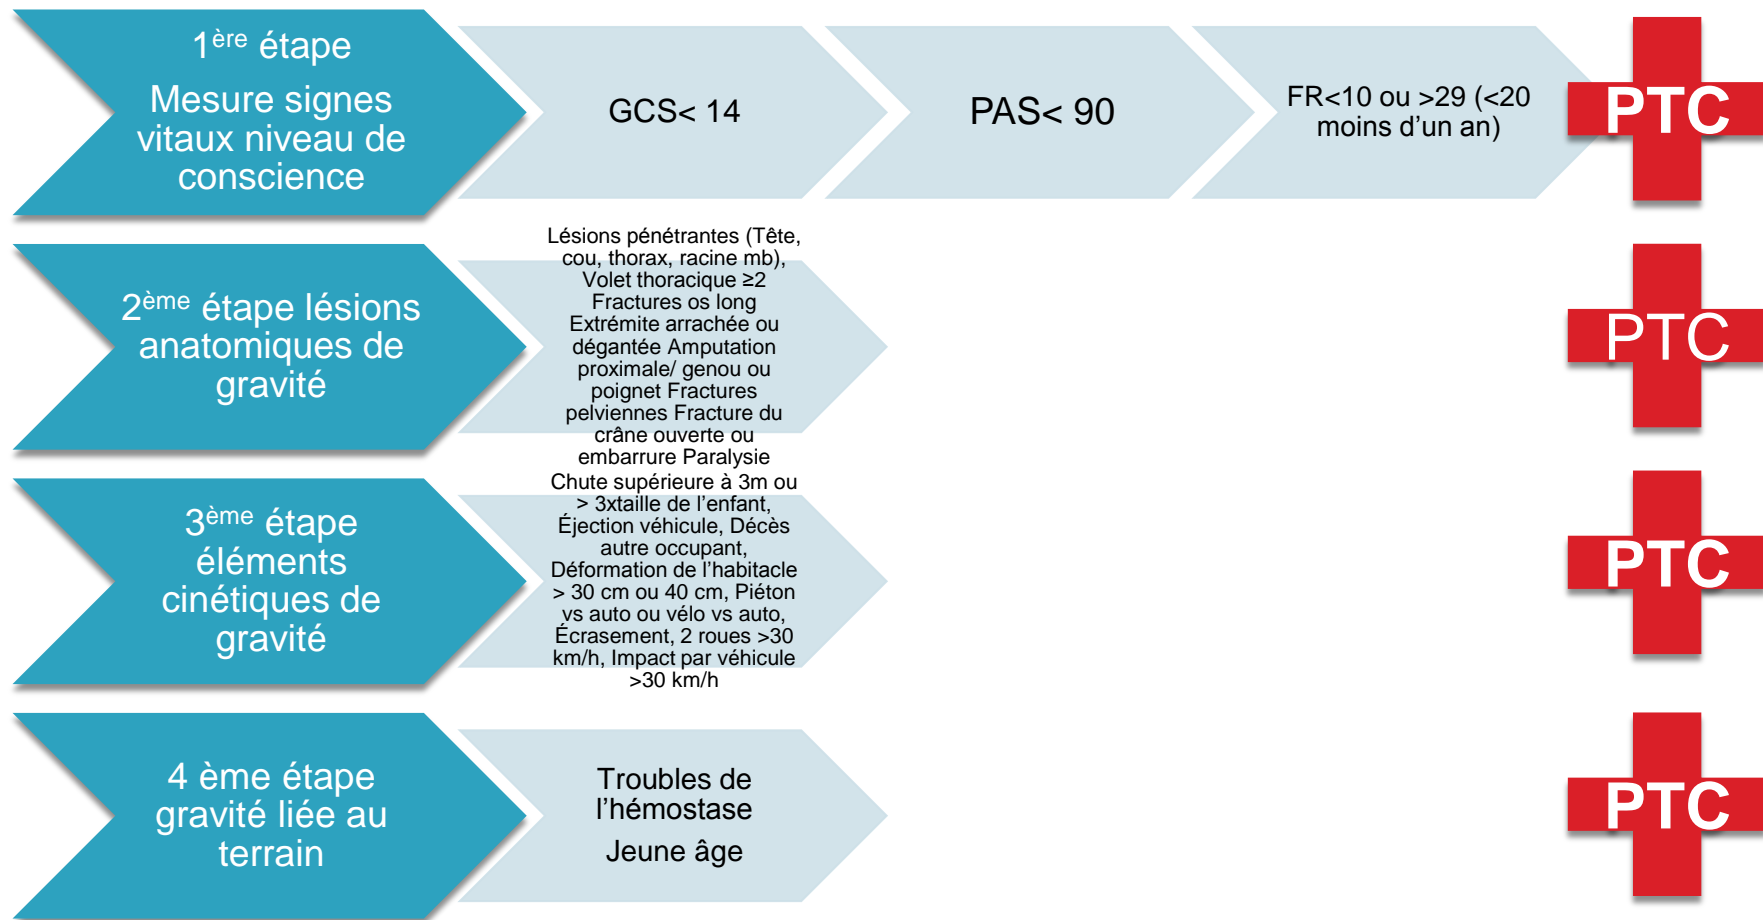 1ère étape
Mesure signes
vitaux niveau de
conscience
GCS< 14
PAS< 90
FR<10 ou >29 (<20
moins d’un an)
PTC
2ème étape lésions
anatomiques de
gravité
Lésions pénétrantes (Tête,
cou, thorax, racine mb),
Volet thoracique ≥2
Fractures os long
Extrémite arrachée ou
dégantée Amputation
proximale/ genou ou
poignet Fractures
pelviennes Fracture du
crâne ouverte ou
embarrure Paralysie
PTC
3ème étape
éléments
cinétiques de
gravité
Chute supérieure à 3m ou
> 3xtaille de l’enfant,
Éjection véhicule, Décès
autre occupant,
Déformation de l’habitacle
> 30 cm ou 40 cm, Piéton
vs auto ou vélo vs auto,
Écrasement, 2 roues >30
km/h, Impact par véhicule
>30 km/h
PTC
4 ème étape
gravité liée au
terrain
Troubles de
l’hémostase
Jeune âge
PTC